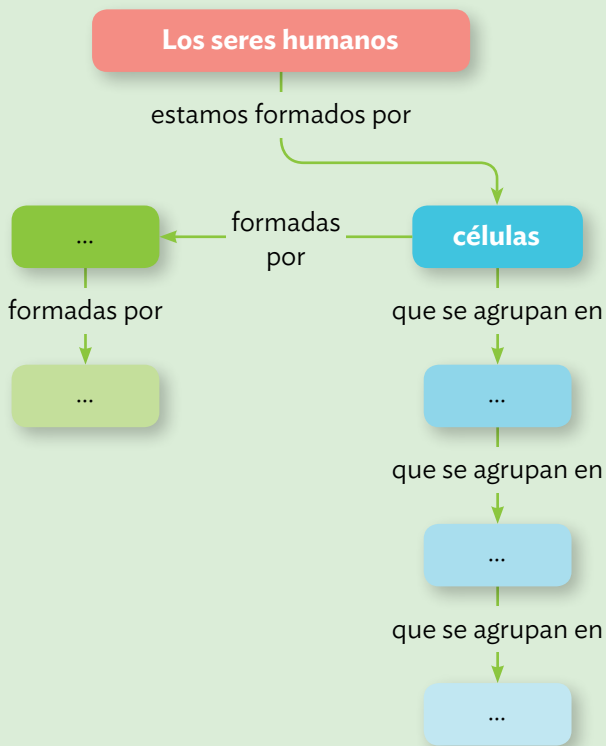 Los seres humanos
estamos formados por
...
formadas
por
células
formadas por
que se agrupan en
...
...
que se agrupan en
...
que se agrupan en
...